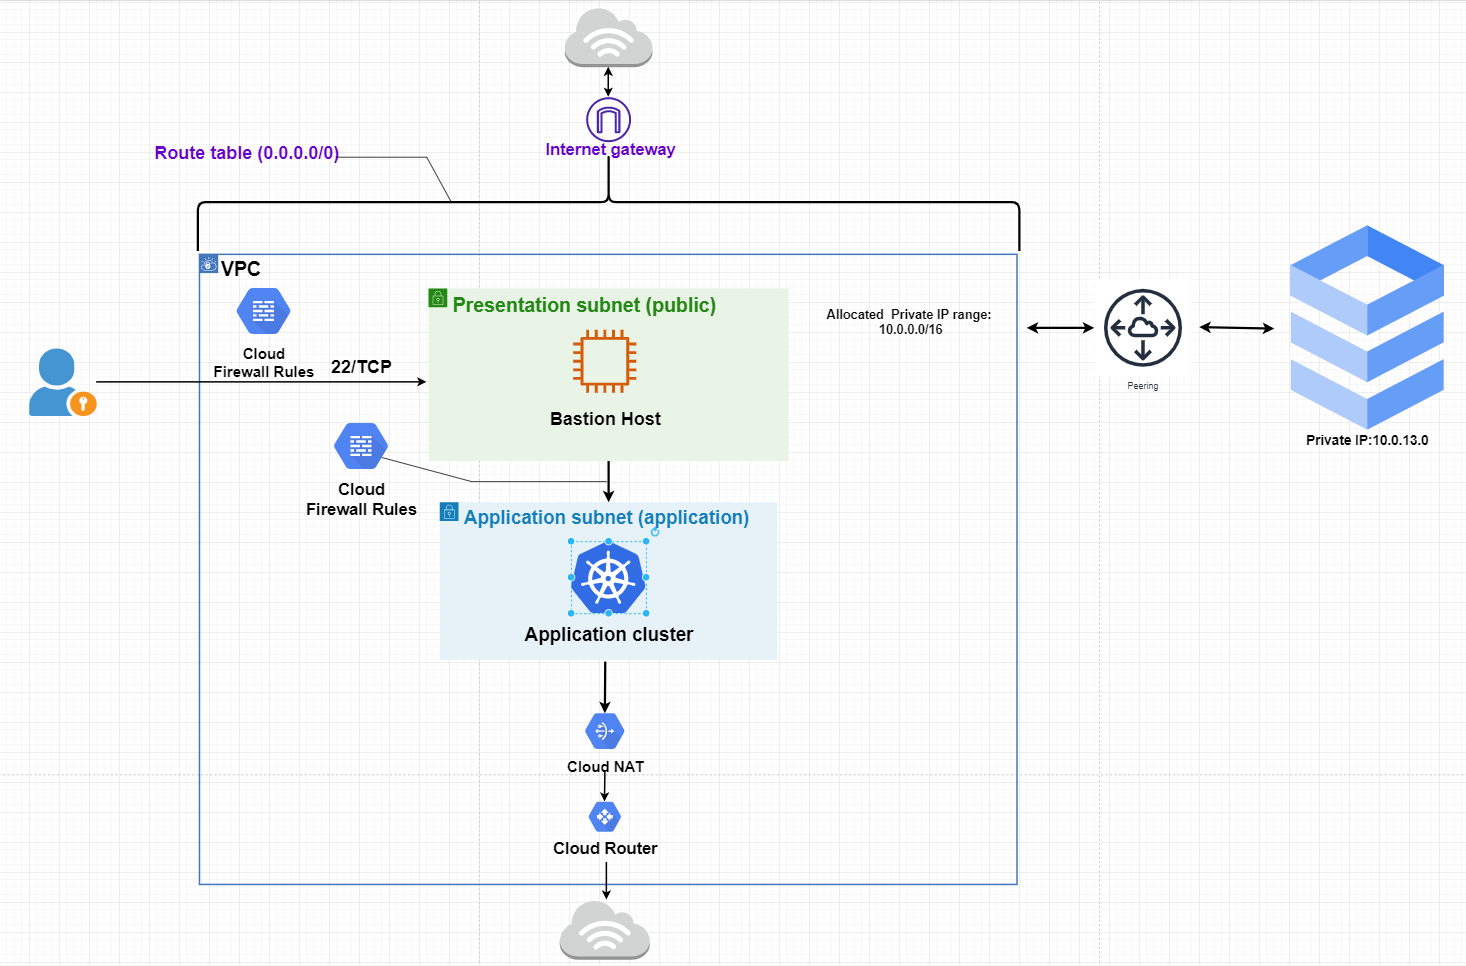 Internet gateway
Route table (0.0.0.0/0)
VPC
Cloud
Firewall Rules
22/TCP
Presentation subnet (public)
Bastion Host
Allocated  Private IP range:
10.0.0.0/16
Peering
Private IP:10.0.13.0
Cloud
Firewall Rules
Application subnet (application)
Application cluster
Cloud NAT
Cloud Router